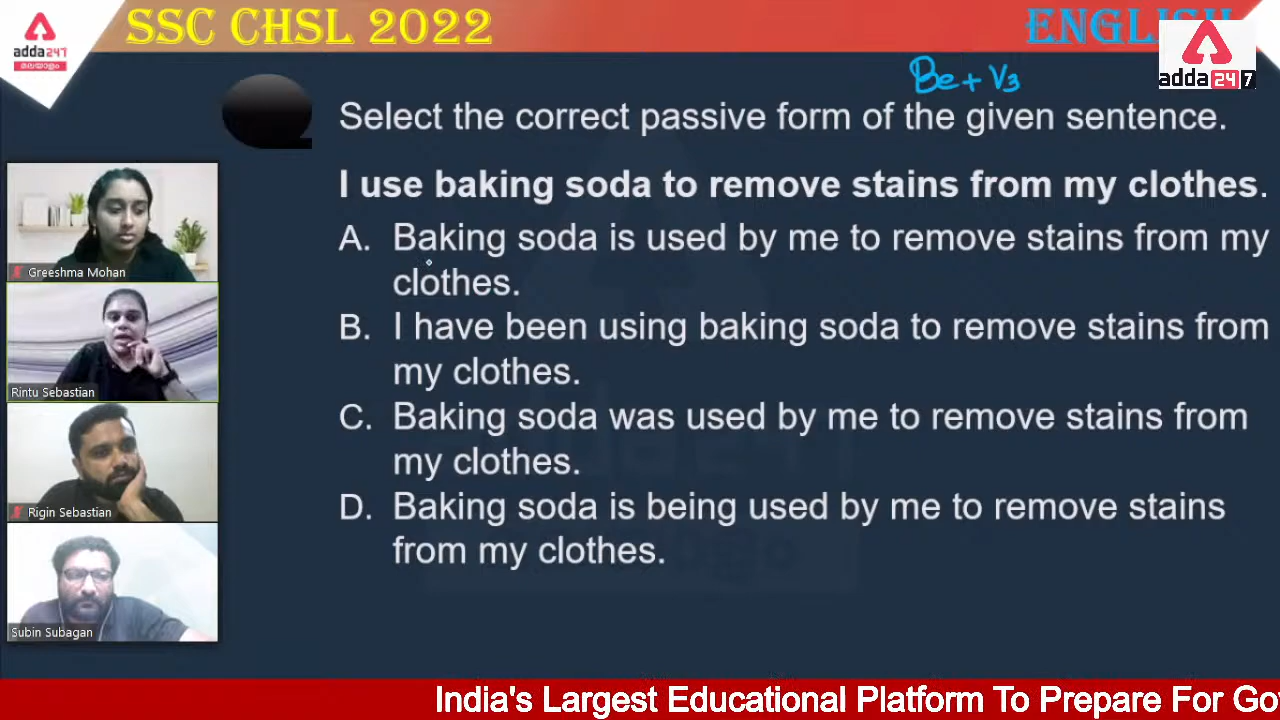 SSC CHSL 2022
ENGLISH
adda247
മലയാളം
adda247
Be + V3
Select the correct passive form of the given sentence.
I use baking soda to remove stains from my clothes.
A. Baking soda is used by me to remove stains from my
clothes.
B. I have been using baking soda to remove stains from
my clothes.
C. Baking soda was used by me to remove stains from
my clothes.
D. Baking soda is being used by me to remove stains
from my clothes.
Greeshma Mohan
Rintu Sebastian
Rigin Sebastian
Subin Subagan
India's Largest Educational Platform To Prepare For Go